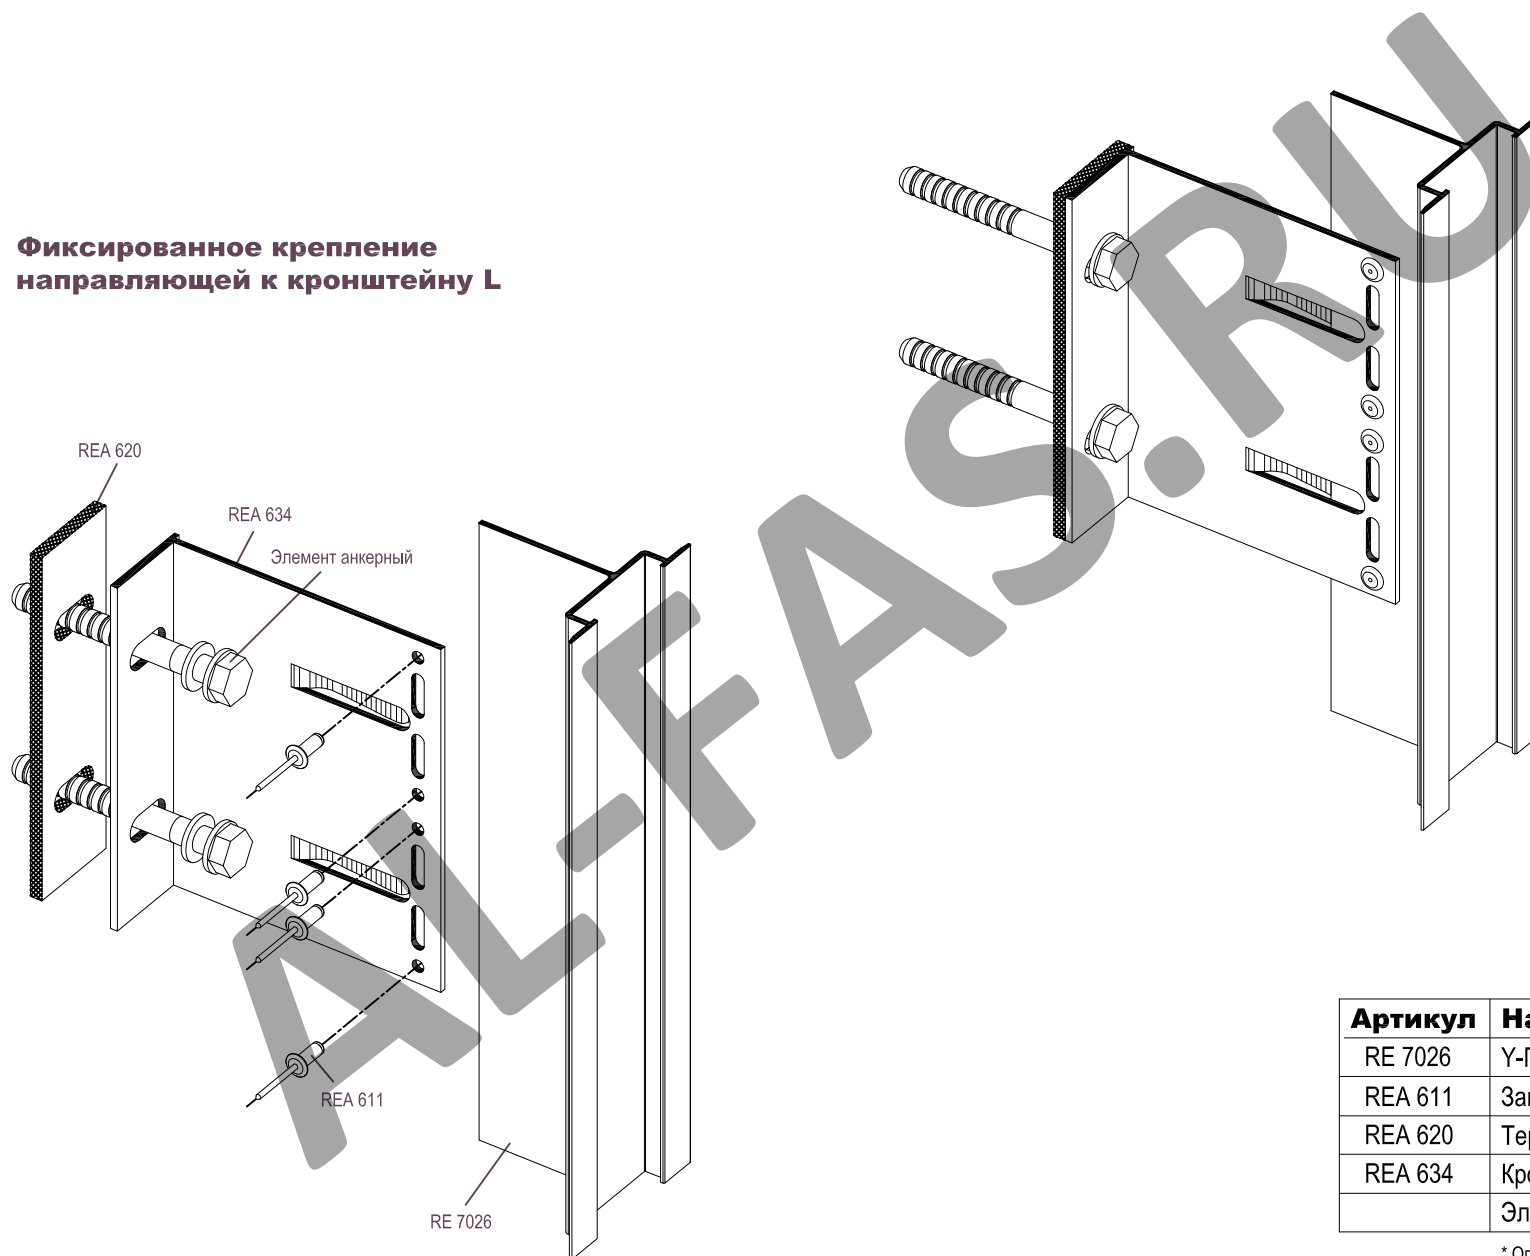 Фиксированное крепление
направляющей к кронштейну L
REA 620
REA 634
Элемент анкерный
REA 611
RE 7026
AL-FAS.RU
Артикул
RE 7026
REA 611
REA 620
REA 634